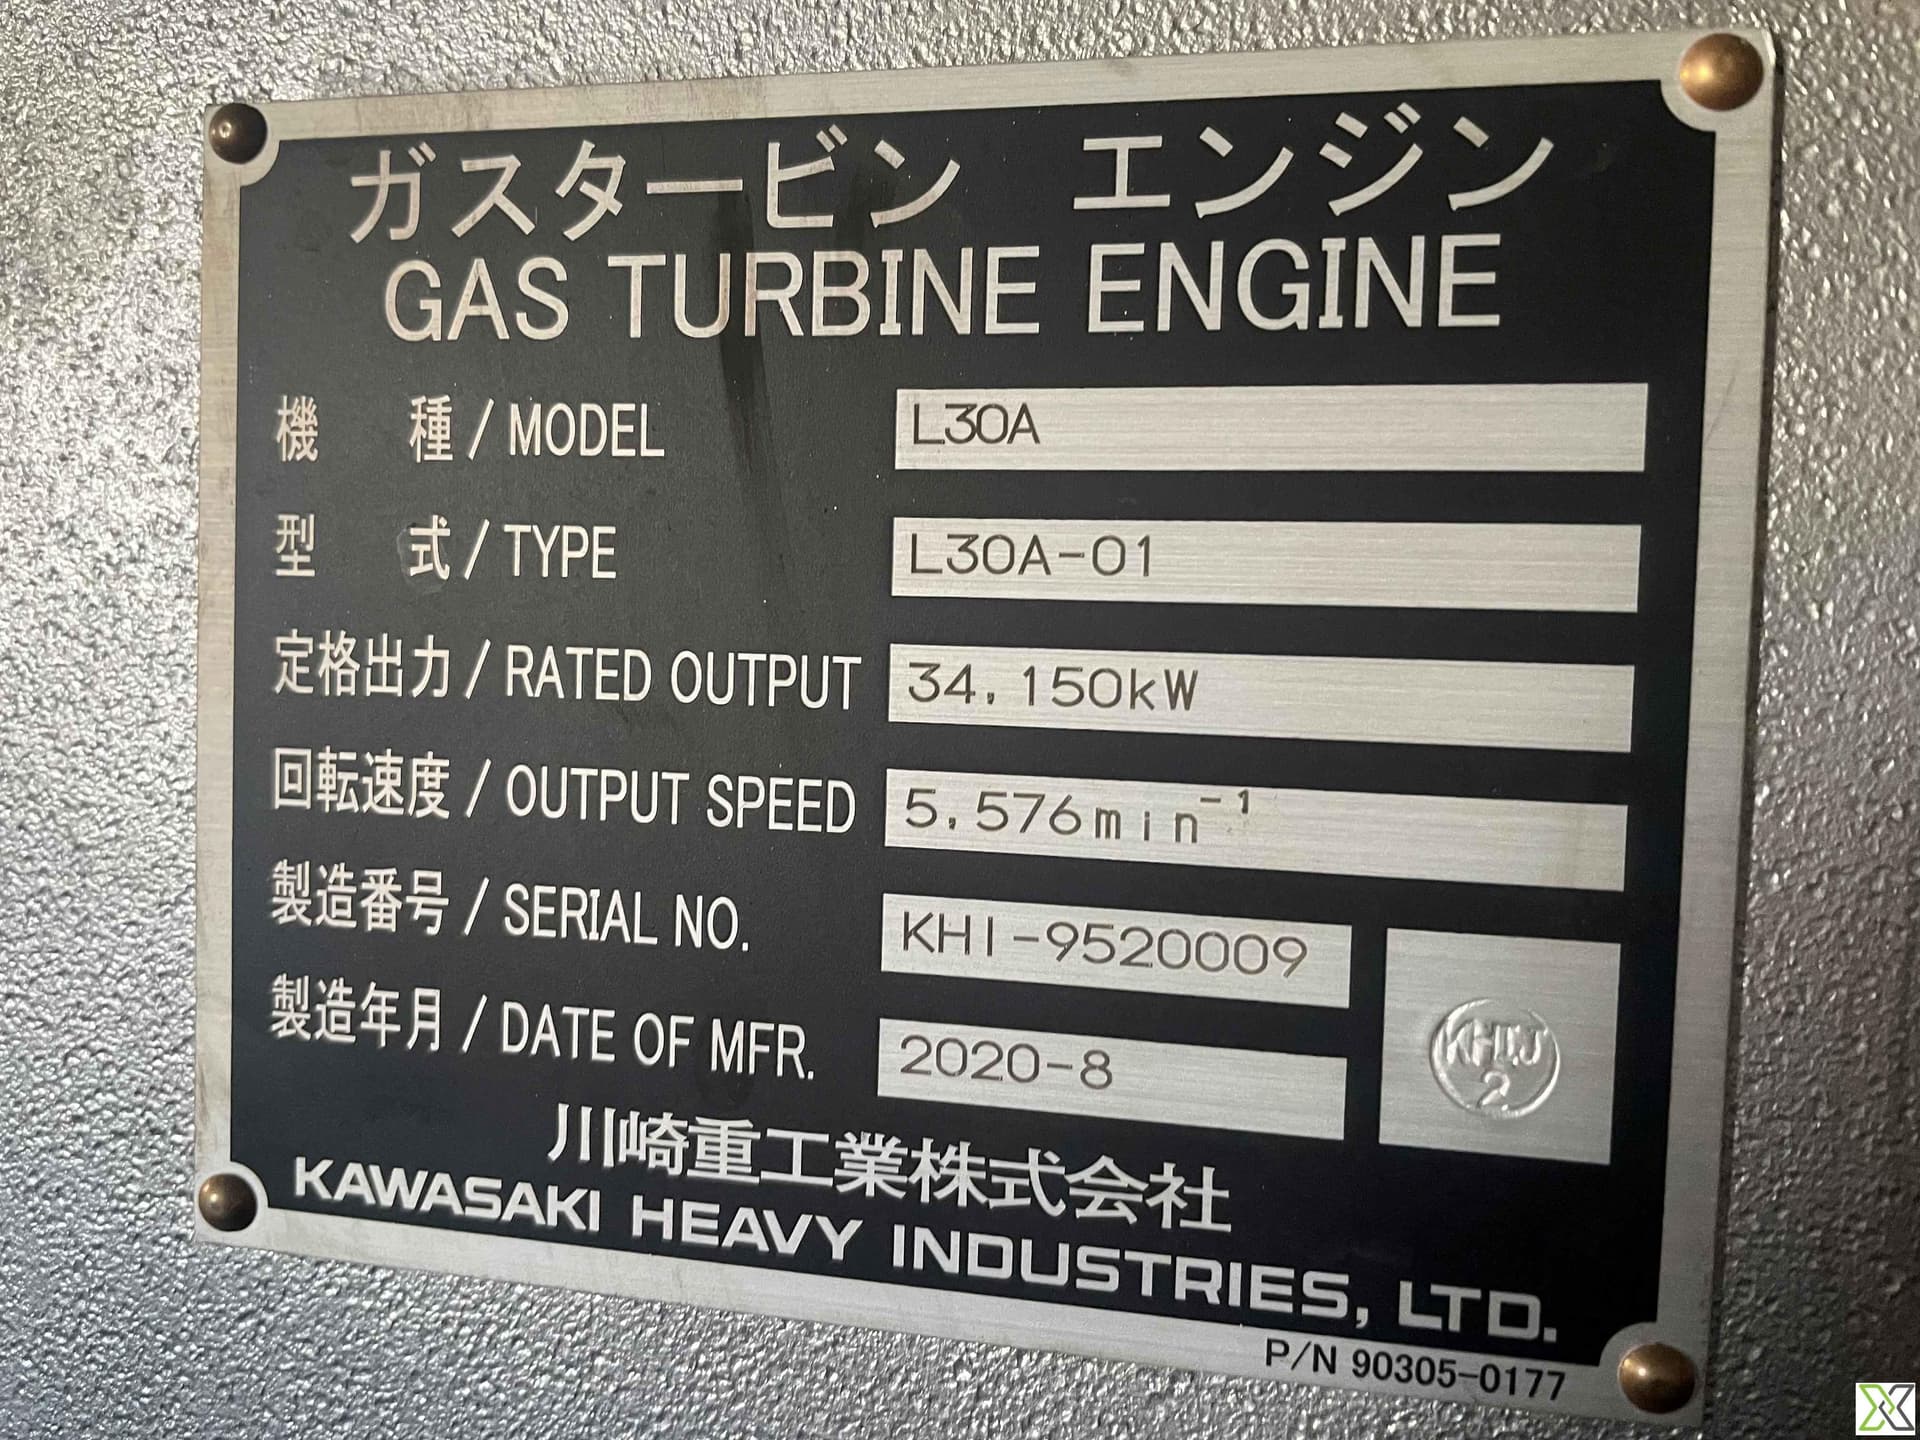 ガスタービン　エンジン
GAS TURBINE ENGINE
機　種 / MODEL L30A
型　式 / TYPE L30A-01
定格出力 / RATED OUTPUT 34,150kW
回転速度 / OUTPUT SPEED 5,576min⁻¹
製造番号 / SERIAL NO. KHI-9520009
製造年月 / DATE OF MFR. 2020-8
川崎重工業株式会社
KAWASAKI HEAVY INDUSTRIES, LTD.
P/N 90305-0177